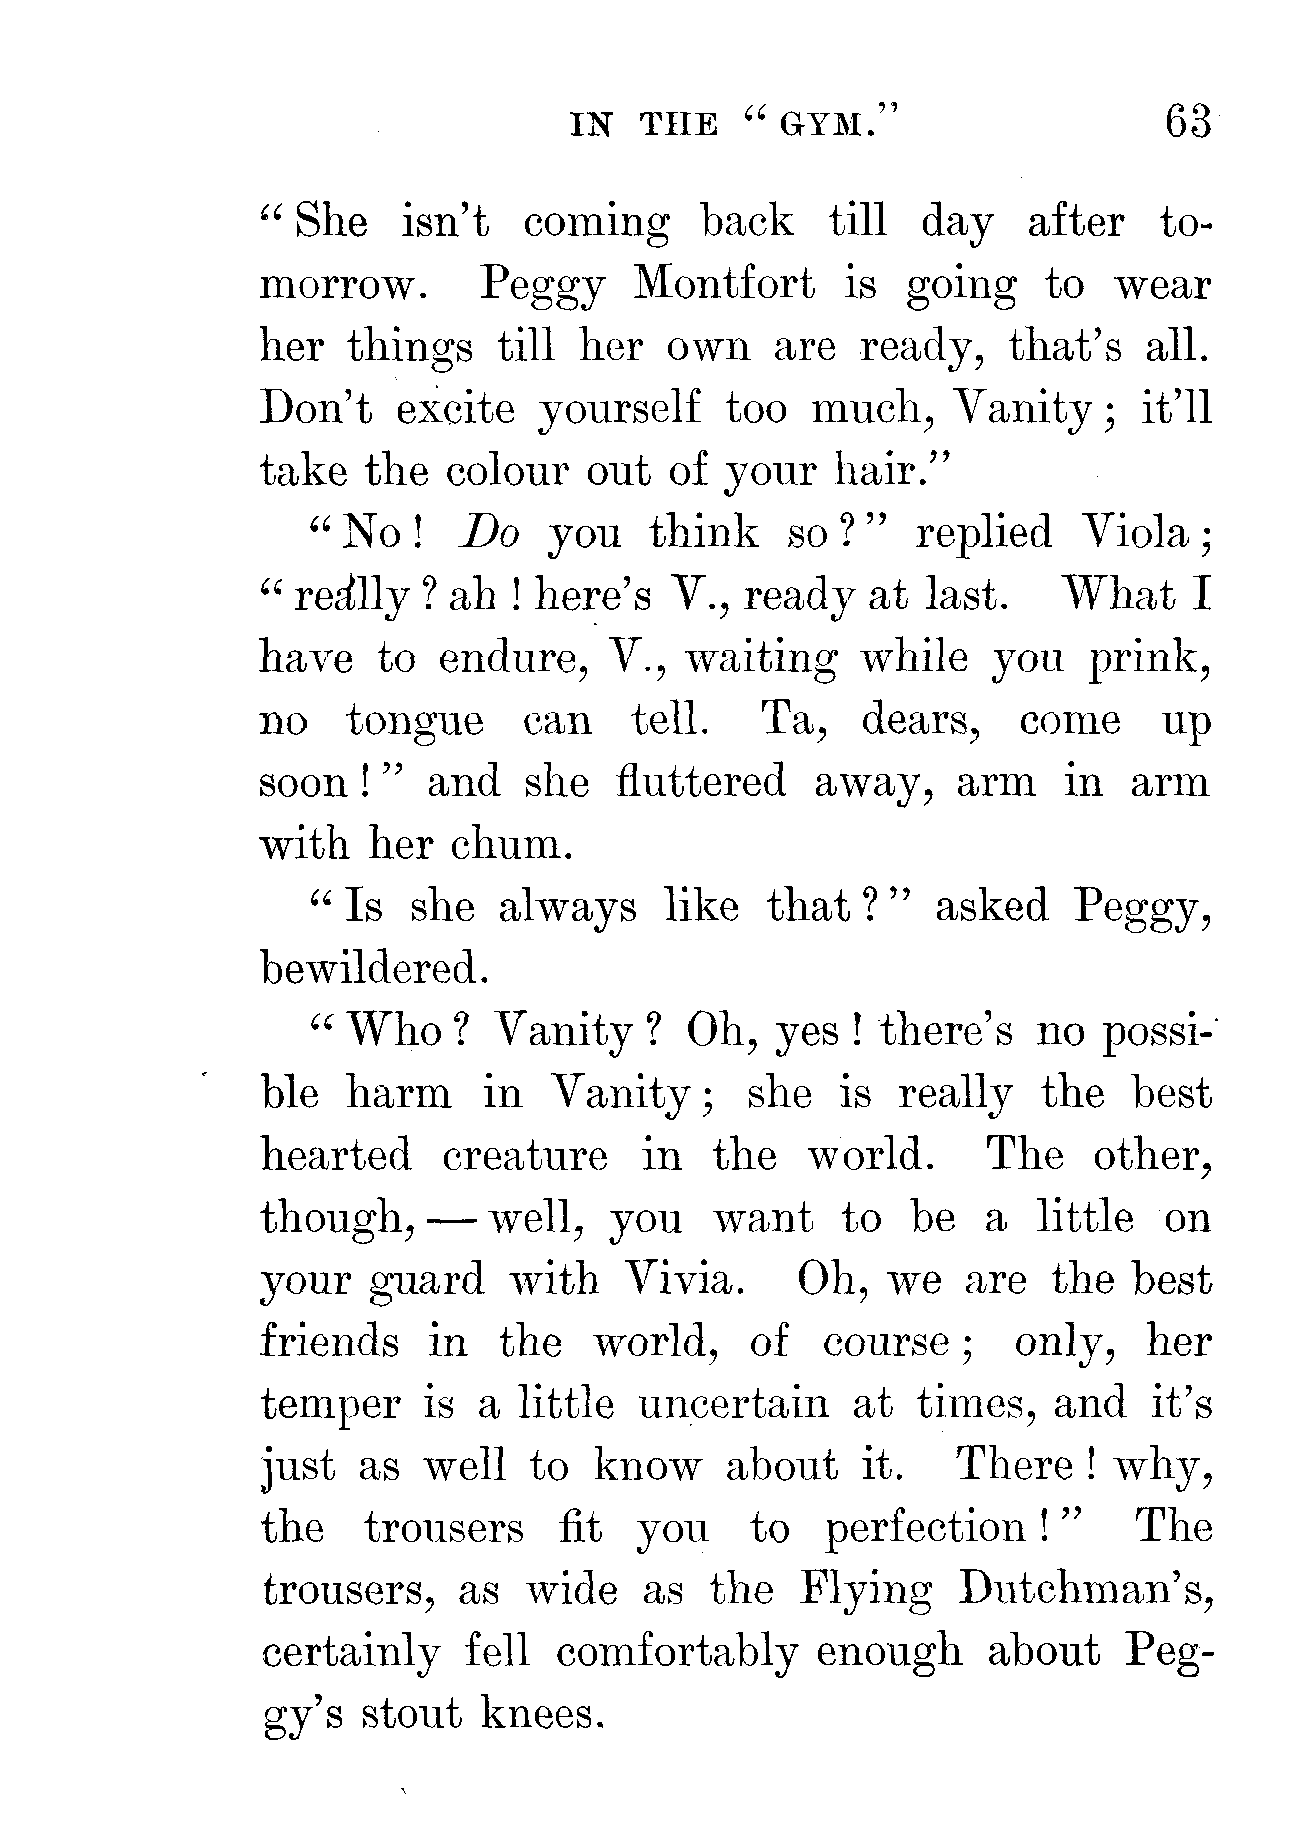 IN THE “GYM.” 63
“She isn’t coming back till day after to-
morrow. Peggy Montfort is going to wear
her things till her own are ready, that’s all.
Don’t excite yourself too much, Vanity; it’ll
take the colour out of your hair.”
“No! Do you think so?” replied Viola;
“really? ah! here’s V., ready at last. What I
have to endure, V., waiting while you prink,
no tongue can tell. Ta, dears, come up
soon!” and she fluttered away, arm in arm
with her chum.
“Is she always like that?” asked Peggy,
bewildered.
“Who? Vanity? Oh, yes! there’s no possi-
ble harm in Vanity; she is really the best
hearted creature in the world. The other,
though,—well, you want to be a little on
your guard with Vivia. Oh, we are the best
friends in the world, of course; only, her
temper is a little uncertain at times, and it’s
just as well to know about it. There! why,
the trousers fit you to perfection!” The
trousers, as wide as the Flying Dutchman’s,
certainly fell comfortably enough about Peg-
gy’s stout knees.